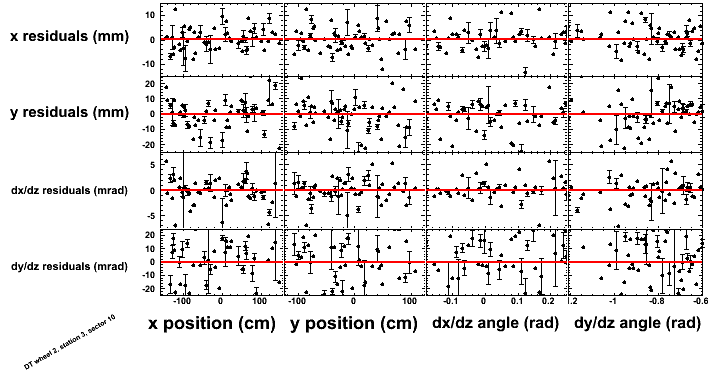 x residuals (mm)
10
0
-10
y residuals (mm)
20
10
0
-10
-20
dx/dz residuals (mrad)
5
0
-5
dy/dz residuals (mrad)
20
10
0
-10
-20
-100 0 100 -100 0 100 -0.1 0 0.1 0.2 .2 -1 -0.8 -0.6
x position (cm) y position (cm) dx/dz angle (rad) dy/dz angle (rad)
DT wheel 2, station 3, sector 10